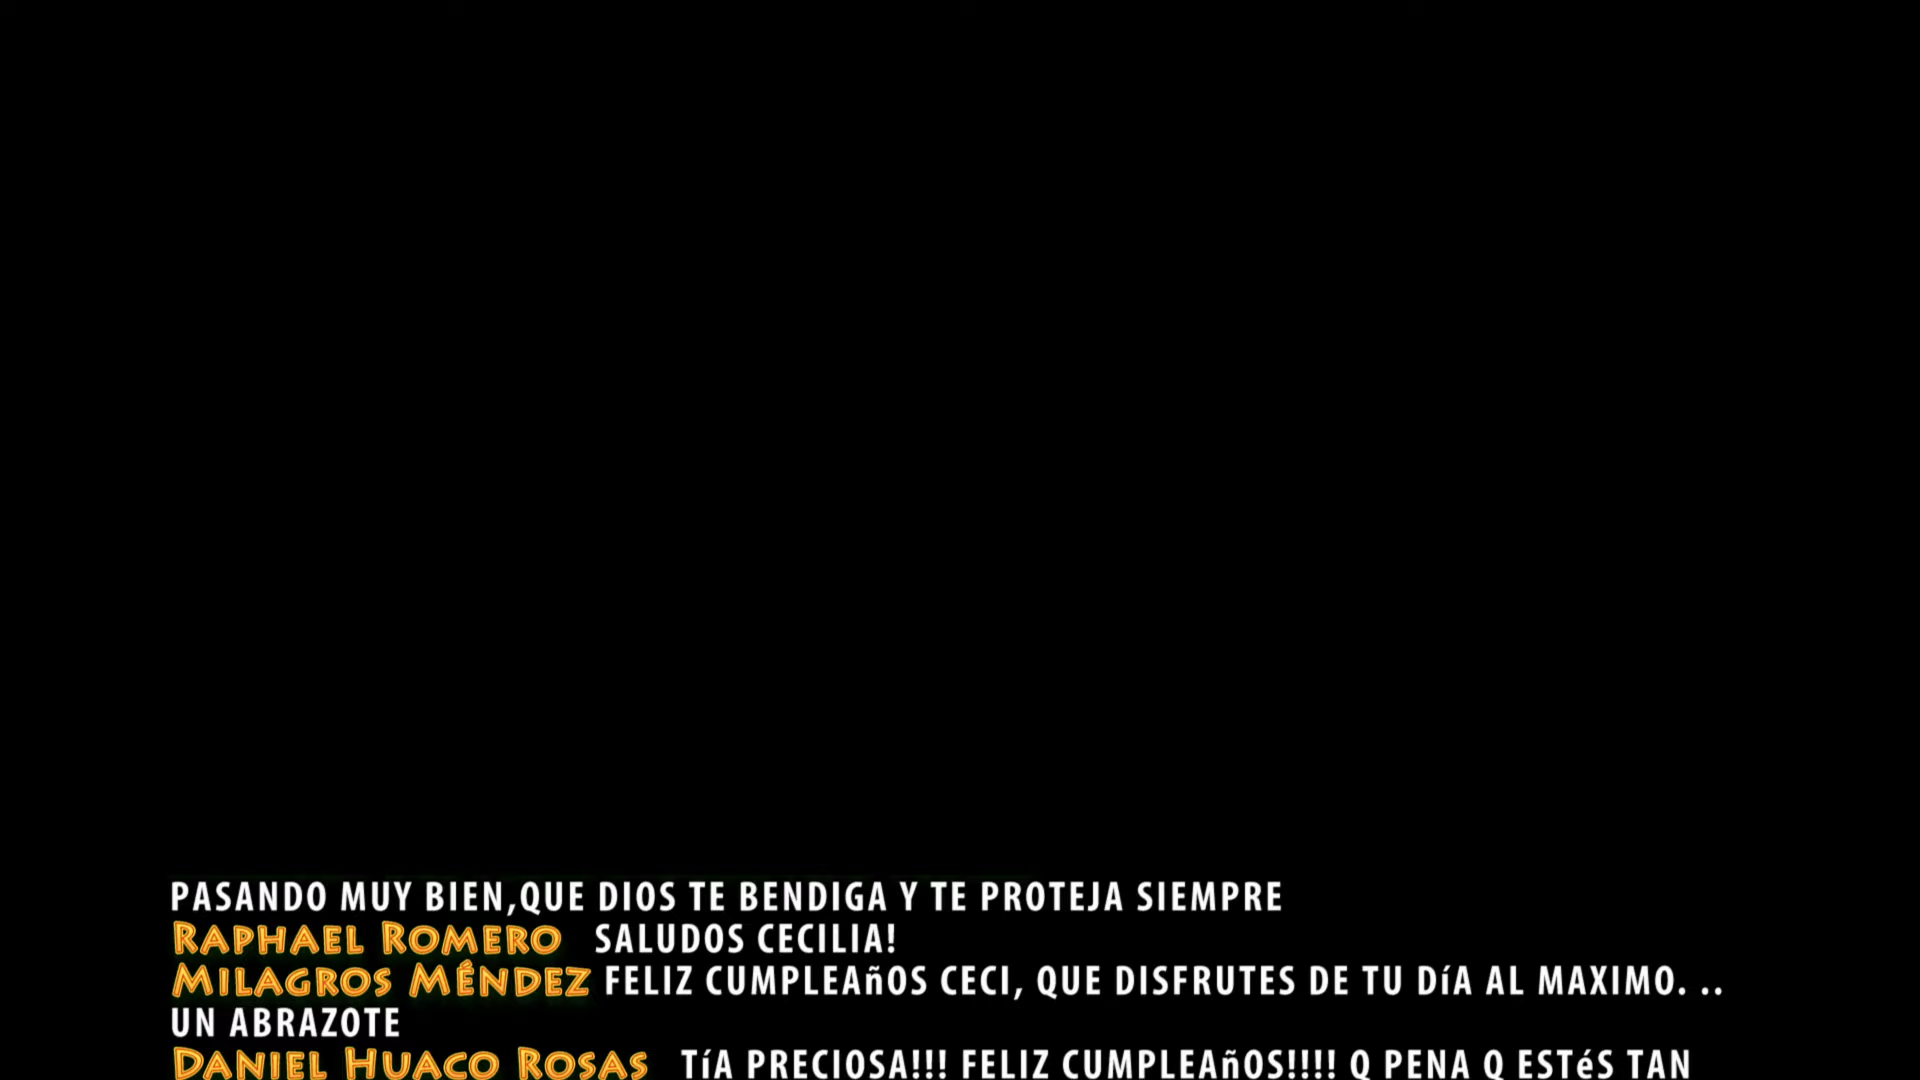 PASANDO MUY BIEN,QUE DIOS TE BENDIGA Y TE PROTEJA SIEMPRE
RAPHAEL ROMERO SALUDOS CECILIA!
MILAGROS MÉNDEZ FELIZ CUMPLEAñOS CECI, QUE DISFRUTES DE TU DíA AL MAXIMO. ..
UN ABRAZOTE
DANIEL HUACO ROSAS TíA PRECIOSA!!! FELIZ CUMPLEAñOS!!!! Q PENA Q ESTéS TAN